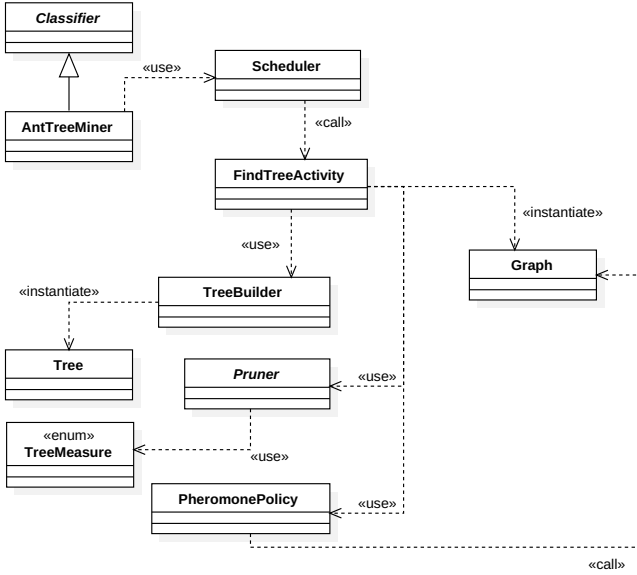 Classifier
«use»
Scheduler
AntTreeMiner
«call»
FindTreeActivity
«instantiate»
«use»
Graph
«instantiate»
TreeBuilder
Tree
Pruner
«use»
«enum»
TreeMeasure
«use»
PheromonePolicy
«use»
«call»